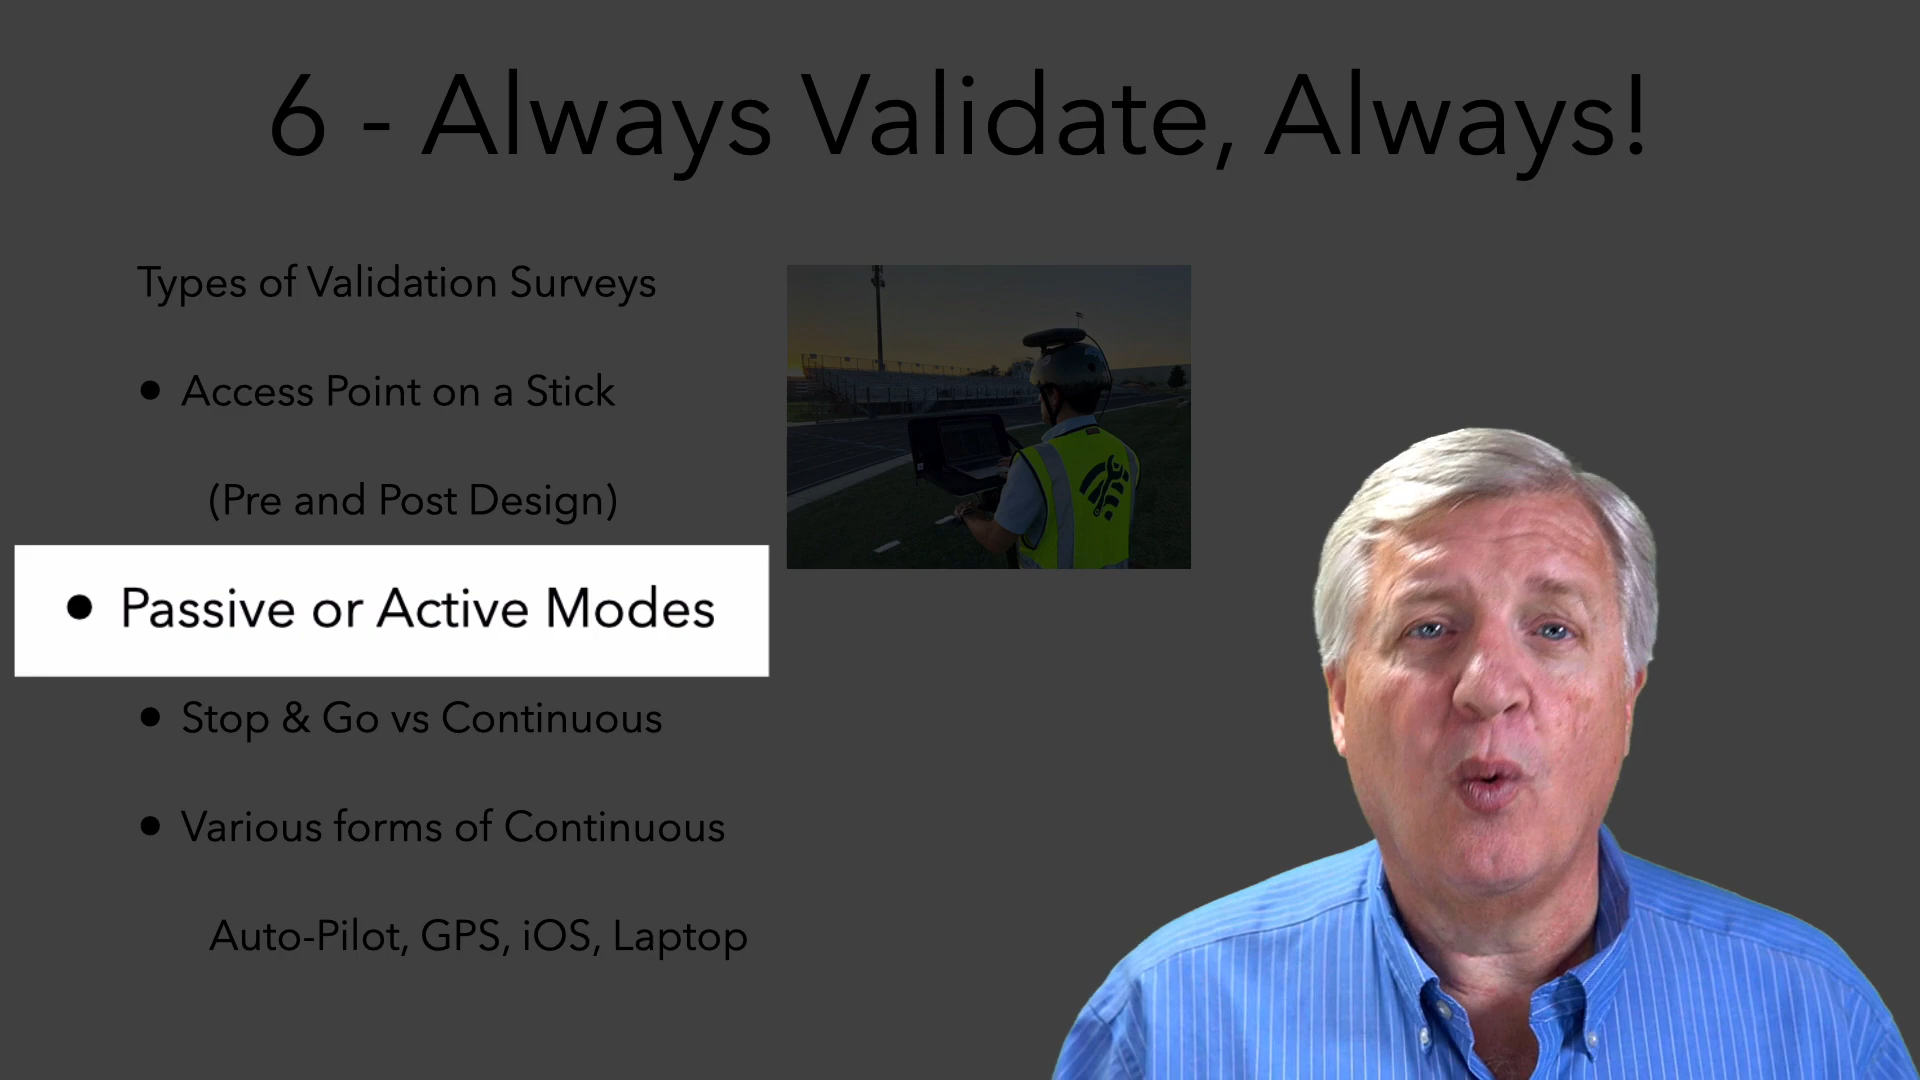 6 - Always Validate, Always!
Types of Validation Surveys
• Access Point on a Stick
(Pre and Post Design)
• Passive or Active Modes
• Stop & Go vs Continuous
• Various forms of Continuous
Auto-Pilot, GPS, iOS, Laptop